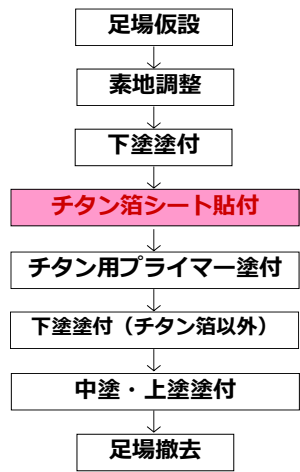 足場仮設
素地調整
下塗塗付
チタン箔シート貼付
チタン用プライマー塗付
下塗塗付（チタン箔以外）
中塗・上塗塗付
足場撤去